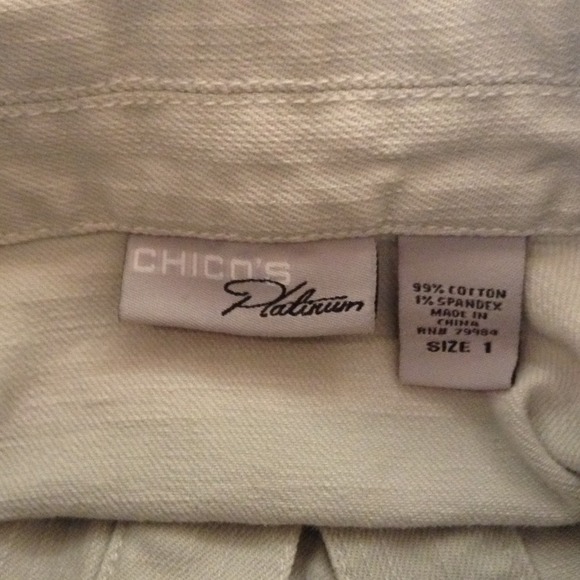 CHICO'S
Platinum
99% COTTON
1% SPANDEX
MADE IN
CHINA
RN# 79984
SIZE 1